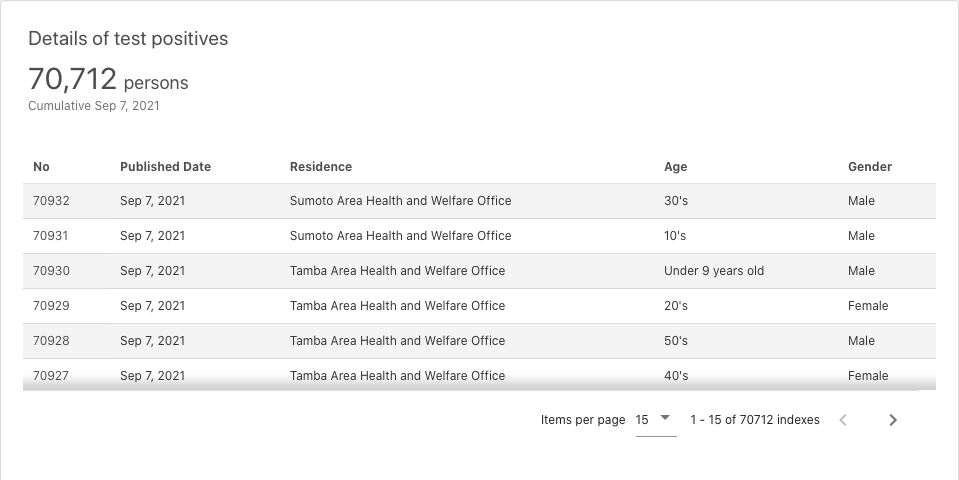 Details of test positives
70,712 persons
Cumulative Sep 7, 2021
No Published Date Residence Age Gender
70932 Sep 7, 2021 Sumoto Area Health and Welfare Office 30's Male
70931 Sep 7, 2021 Sumoto Area Health and Welfare Office 10's Male
70930 Sep 7, 2021 Tamba Area Health and Welfare Office Under 9 years old Male
70929 Sep 7, 2021 Tamba Area Health and Welfare Office 20's Female
70928 Sep 7, 2021 Tamba Area Health and Welfare Office 50's Male
70927 Sep 7, 2021 Tamba Area Health and Welfare Office 40's Female
Items per page 15 1 - 15 of 70712 indexes